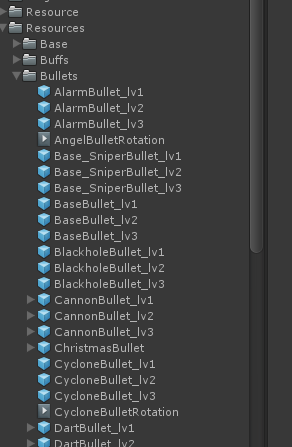 Resource
Resources
Base
Buffs
Bullets
AlarmBullet_lv1
AlarmBullet_lv2
AlarmBullet_lv3
AngelBulletRotation
Base_SniperBullet_lv1
Base_SniperBullet_lv2
Base_SniperBullet_lv3
BaseBullet_lv1
BaseBullet_lv2
BaseBullet_lv3
BlackholeBullet_lv1
BlackholeBullet_lv2
BlackholeBullet_lv3
CannonBullet_lv1
CannonBullet_lv2
CannonBullet_lv3
ChristmasBullet
CycloneBullet_lv1
CycloneBullet_lv2
CycloneBullet_lv3
CycloneBulletRotation
DartBullet_lv1
DartBullet_lv2